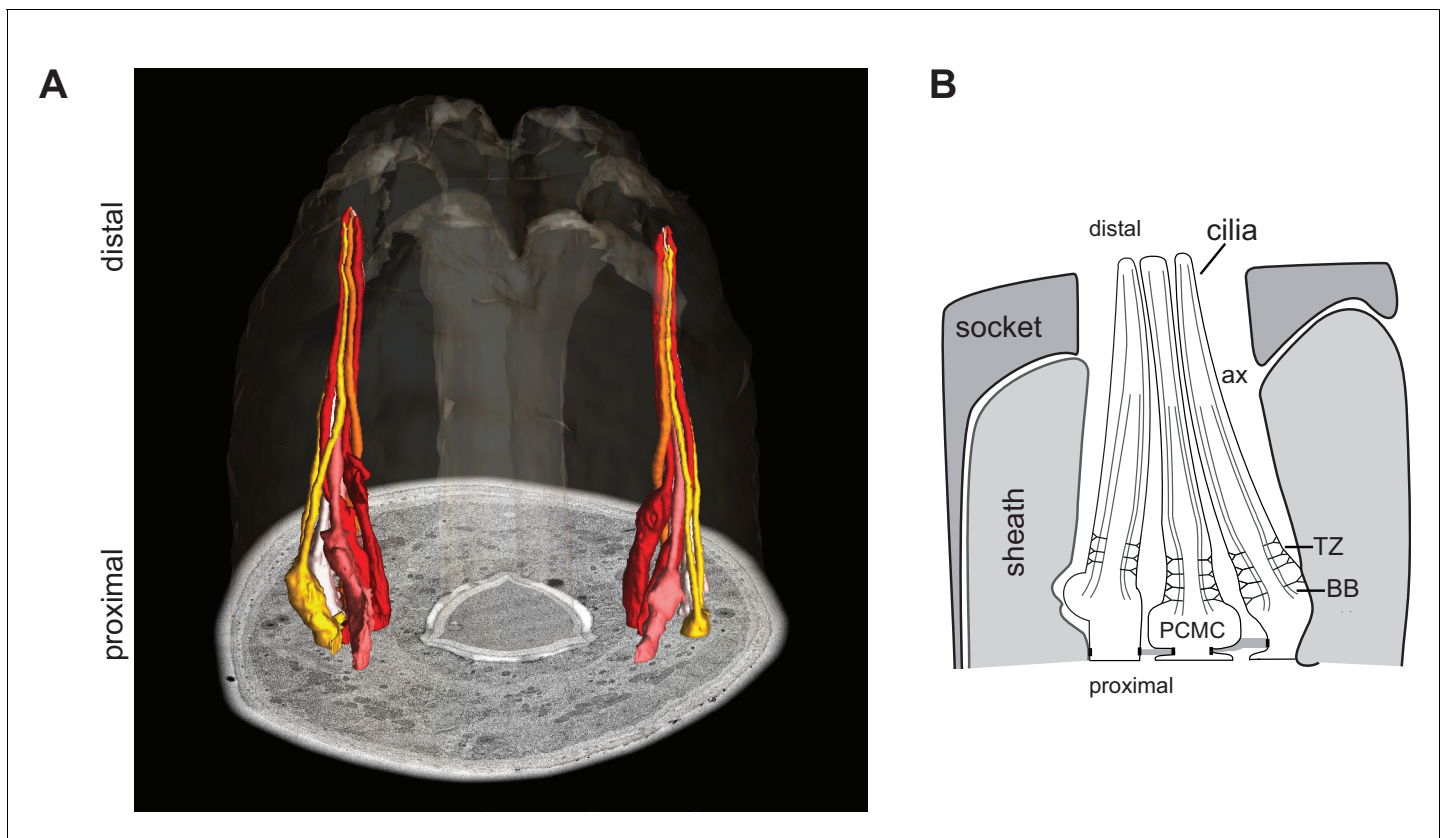 A
distal
proximal
B
distal
cilia
socket
ax
sheath
TZ
BB
PCMC
proximal